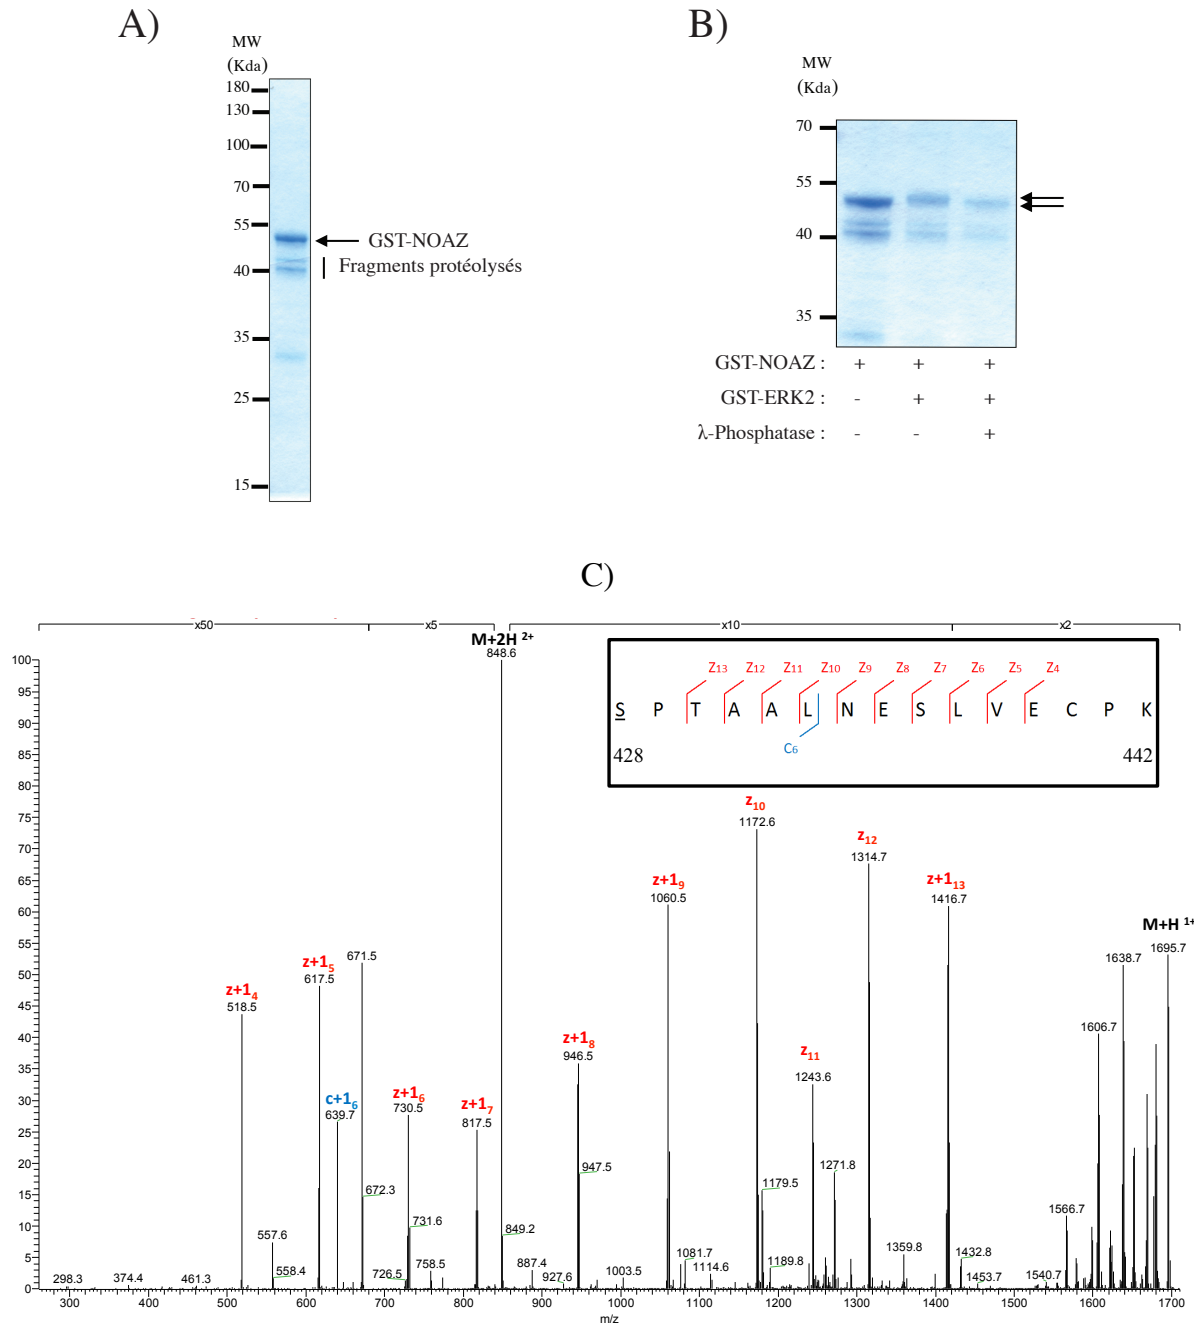 A)
MW
(Kda)
180
130
100
70
55
40
35
25
15
GST-NOAZ
Fragments protéolysés
B)
MW
(Kda)
70
55
40
35
GST-NOAZ : + + +
GST-ERK2 : - + +
λ-Phosphatase : - - +
C)
x50 x5 x10 x2
M+2H 2+
848.6
Z13 Z12 Z11 Z10 Z9 Z8 Z7 Z6 Z5 Z4
S P T A A L N E S L V E C P K
C6
428 442
z10
1172.6
z12
1314.7
z+19
1060.5
z+113
1416.7
M+H 1+
1695.7
z+15
617.5
671.5
1638.7
z+14
518.5
1606.7
z+18
946.5
z11
1243.6
c+16
639.7
z+16
730.5
z+17
817.5
947.5
1271.8
672.3
1179.5
731.6
1566.7
849.2
557.6
558.4
758.5
726.5
887.4
927.6
1003.5
1081.7
1114.6
1189.8
1359.8
1432.8
1453.7
1540.7
298.3
374.4
461.3
100
95
90
85
80
75
70
65
60
55
50
45
40
35
30
25
20
15
10
5
0
300 400 500 600 700 800 900 1000 1100 1200 1300 1400 1500 1600 1700
m/z